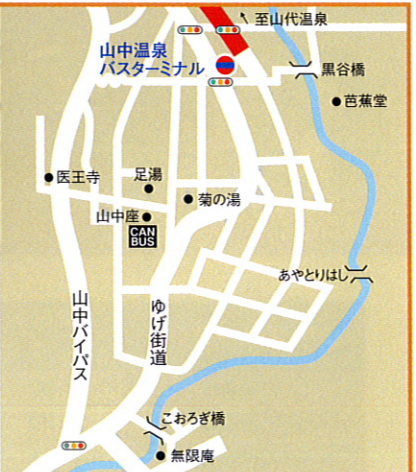 至山代温泉
山中温泉
バスターミナル
黒谷橋
芭蕉堂
医王寺
足湯
菊の湯
山中座
CAN
BUS
あやとりはし
山中バイパス
ゆげ街道
こおろぎ橋
無限庵